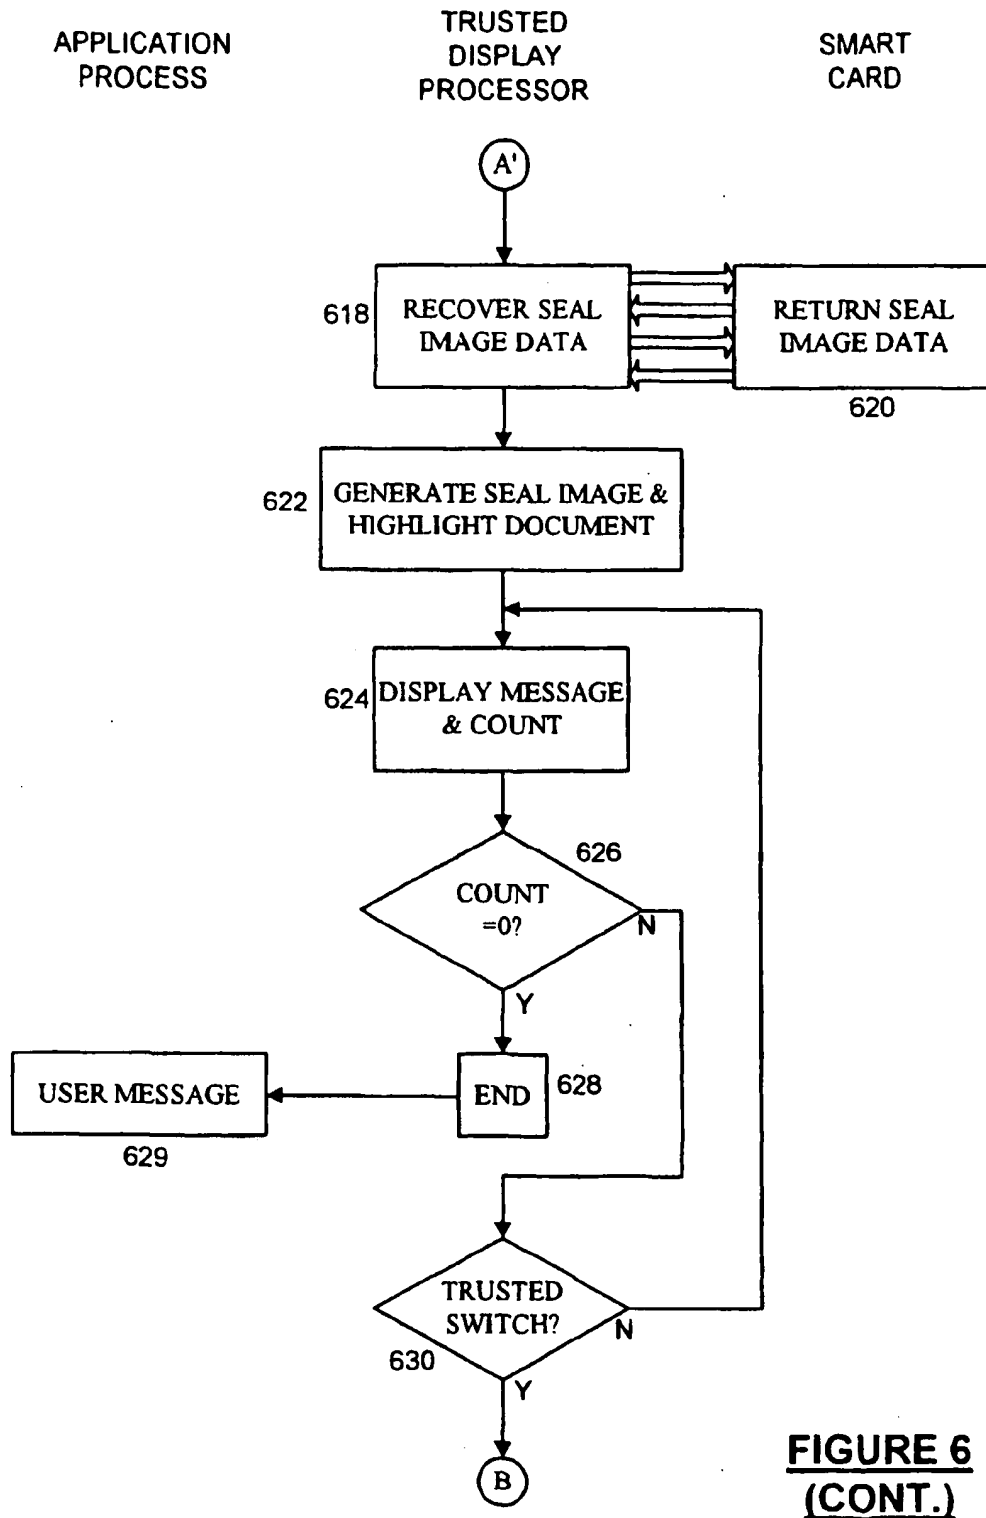 APPLICATION
PROCESS
TRUSTED
DISPLAY
PROCESSOR
SMART
CARD
A'
618
RECOVER SEAL
IMAGE DATA
RETURN SEAL
IMAGE DATA
620
622
GENERATE SEAL IMAGE &
HIGHLIGHT DOCUMENT
624
DISPLAY MESSAGE
& COUNT
626
COUNT
=0?
N
Y
USER MESSAGE
629
END
628
TRUSTED
SWITCH?
N
630
Y
B
FIGURE 6
(CONT.)